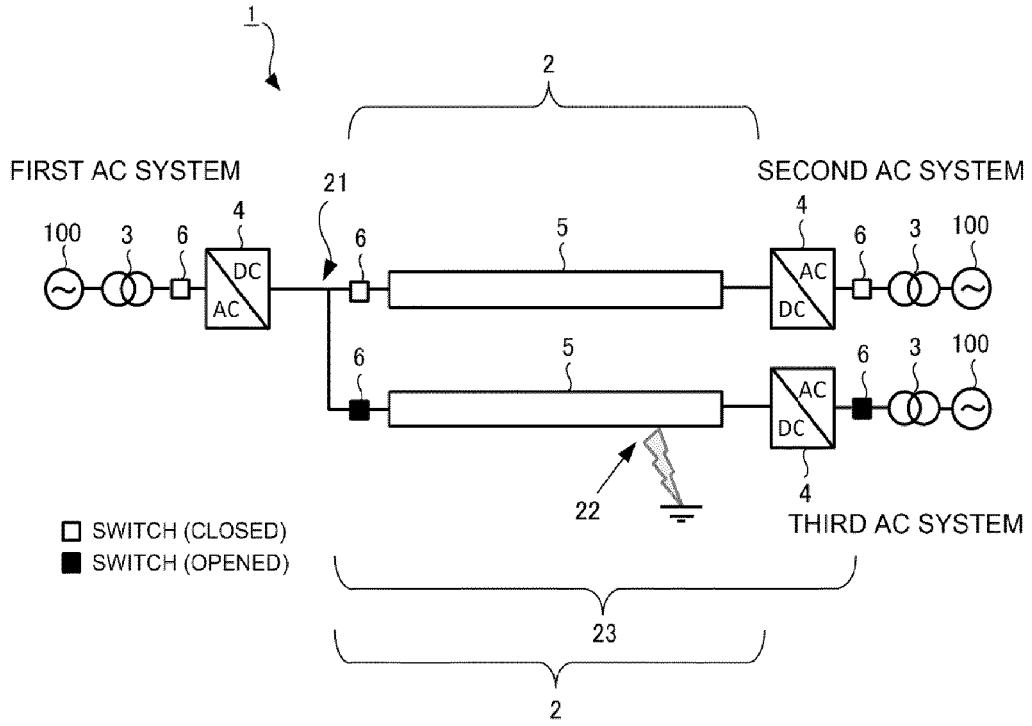 1
2
FIRST AC SYSTEM
SECOND AC SYSTEM
21
100
3
6
4
6
5
4
6
3
100
DC
AC
AC
DC
6
5
6
3
100
AC
DC
22
4
THIRD AC SYSTEM
SWITCH (CLOSED)
SWITCH (OPENED)
23
2